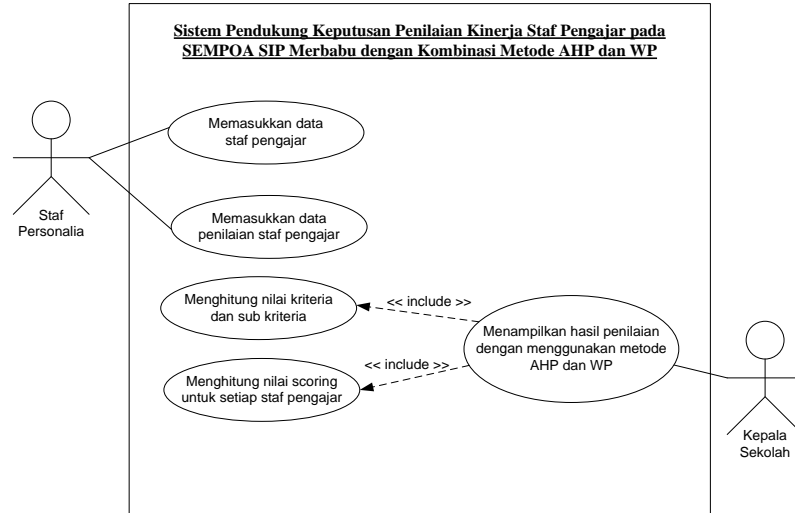 Sistem Pendukung Keputusan Penilaian Kinerja Staf Pengajar pada
SEMPOA SIP Merbabu dengan Kombinasi Metode AHP dan WP
Memasukkan data
staf pengajar
Staf
Personalia
Memasukkan data
penilaian staf pengajar
Menghitung nilai kriteria
dan sub kriteria
<< include >>
Menampilkan hasil penilaian
dengan menggunakan metode
AHP dan WP
<< include >>
Menghitung nilai scoring
untuk setiap staf pengajar
Kepala
Sekolah